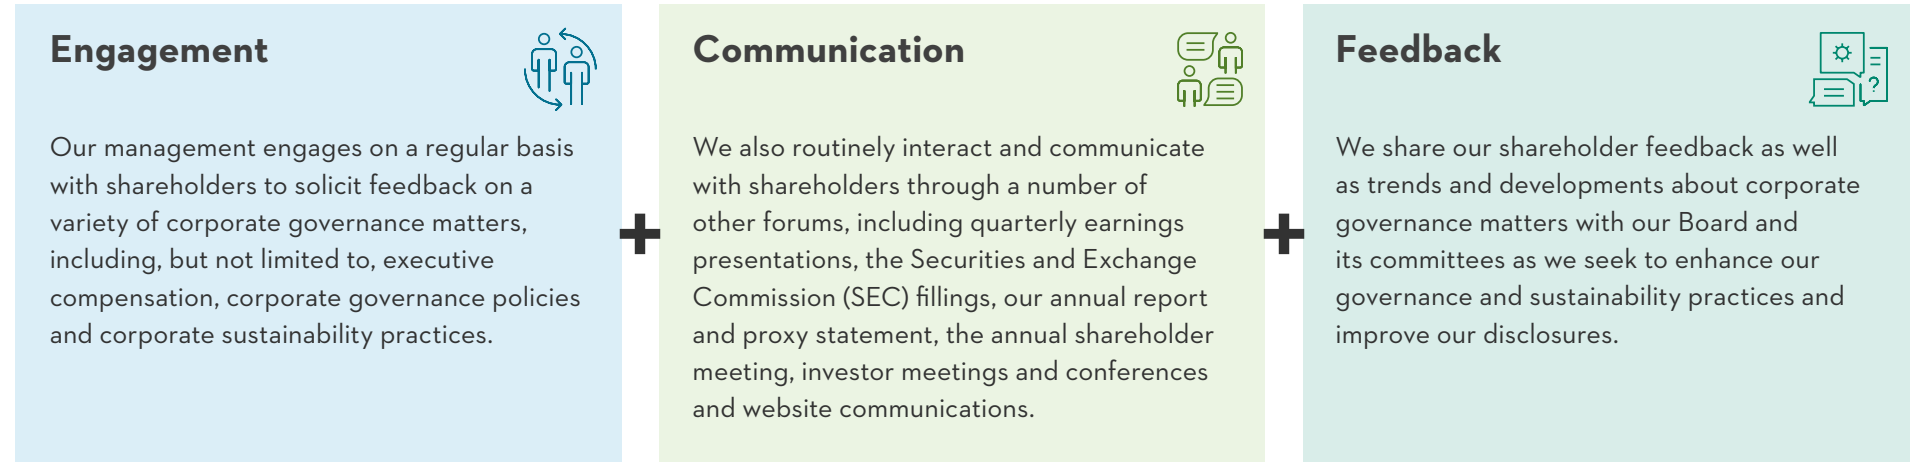 Engagement
Our management engages on a regular basis
with shareholders to solicit feedback on a
variety of corporate governance matters,
including, but not limited to, executive
compensation, corporate governance policies
and corporate sustainability practices.
+
Communication
We also routinely interact and communicate
with shareholders through a number of
other forums, including quarterly earnings
presentations, the Securities and Exchange
Commission (SEC) fillings, our annual report
and proxy statement, the annual shareholder
meeting, investor meetings and conferences
and website communications.
+
Feedback
?
We share our shareholder feedback as well
as trends and developments about corporate
governance matters with our Board and
its committees as we seek to enhance our
governance and sustainability practices and
improve our disclosures.